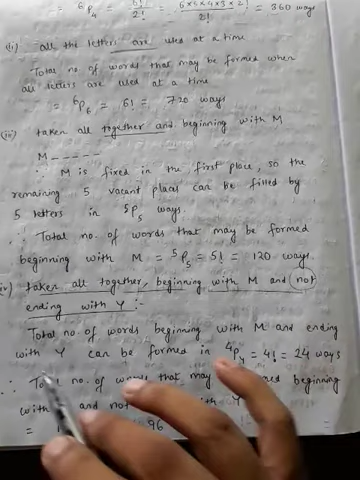 = ⁶P₄ = 6!/2! = 6×5×4×3×2!/2! = 360 ways
(ii) all the letters are used at a time
Total no. of words that may be formed when
all letters are used at a time
= ⁶P₆ = 6! = 720 ways
(iii) taken all together and beginning with M
M - - - - -
∵ M is fixed in the first place, so the
remaining 5 vacant places can be filled by
5 letters in ⁵P₅ ways.
∴ Total no. of words that may be formed
beginning with M = ⁵P₅ = 5! = 120 ways.
(iv) taken all together, beginning with M and not
ending with Y :-
Total no. of words beginning with M and ending
with Y can be formed in ⁴P₄ = 4! = 24 ways
∴ of words that may beginning
with and not with Y
= 96